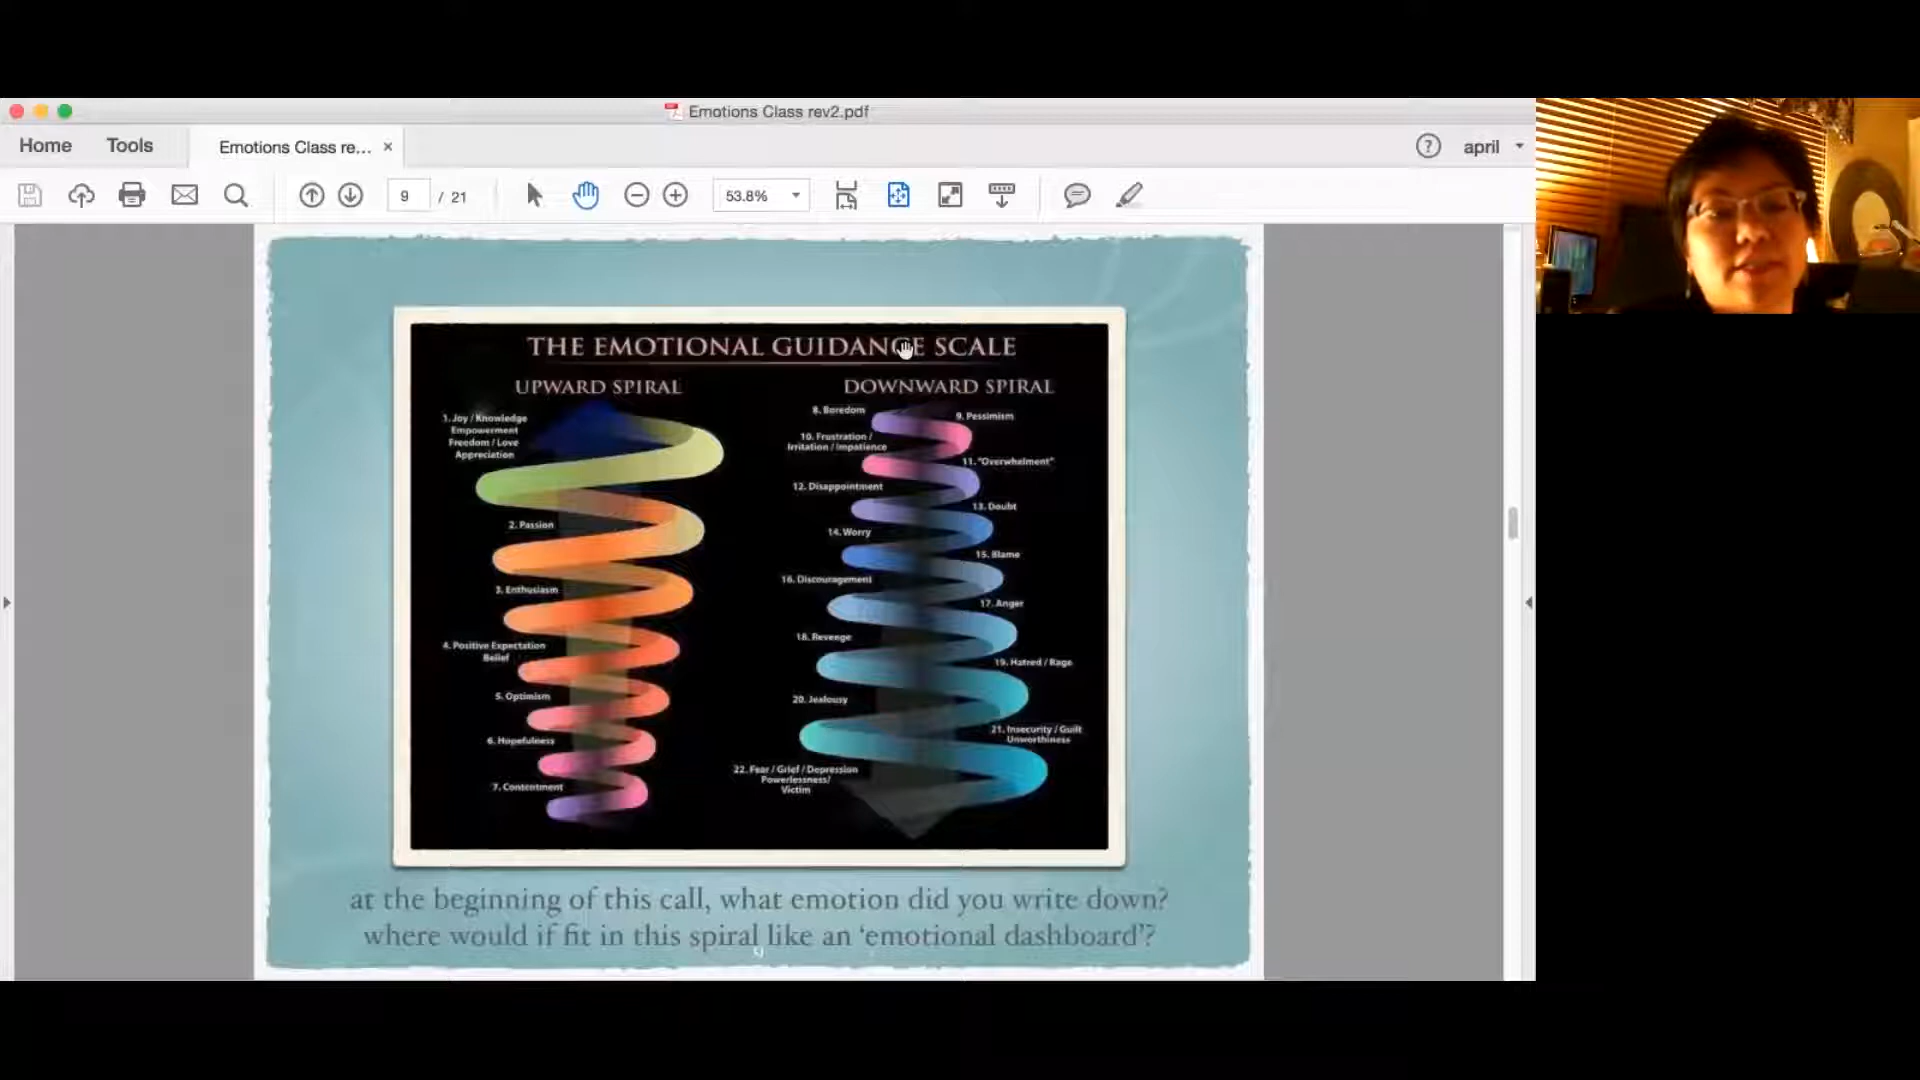 Emotions Class rev2.pdf
Home
Tools
Emotions Class re... ×
?
april
9 / 21
53.8%
THE EMOTIONAL GUIDANCE SCALE
UPWARD SPIRAL
1. Joy / Knowledge
Empowerment
Freedom / Love
Appreciation
2. Passion
3. Enthusiasm
4. Positive Expectation
Belief
5. Optimism
6. Hopefulness
7. Contentment
DOWNWARD SPIRAL
8. Boredom
9. Pessimism
10. Frustration /
Irritation / Impatience
11. "Overwhelment"
12. Disappointment
13. Doubt
14. Worry
15. Blame
16. Discouragement
17. Anger
18. Revenge
19. Hatred / Rage
20. Jealousy
21. Insecurity / Guilt
Unworthiness
22. Fear / Grief / Depression
Powerlessness/
Victim
at the beginning of this call, what emotion did you write down?
where would if fit in this spiral like an ‘emotional dashboard’?
9